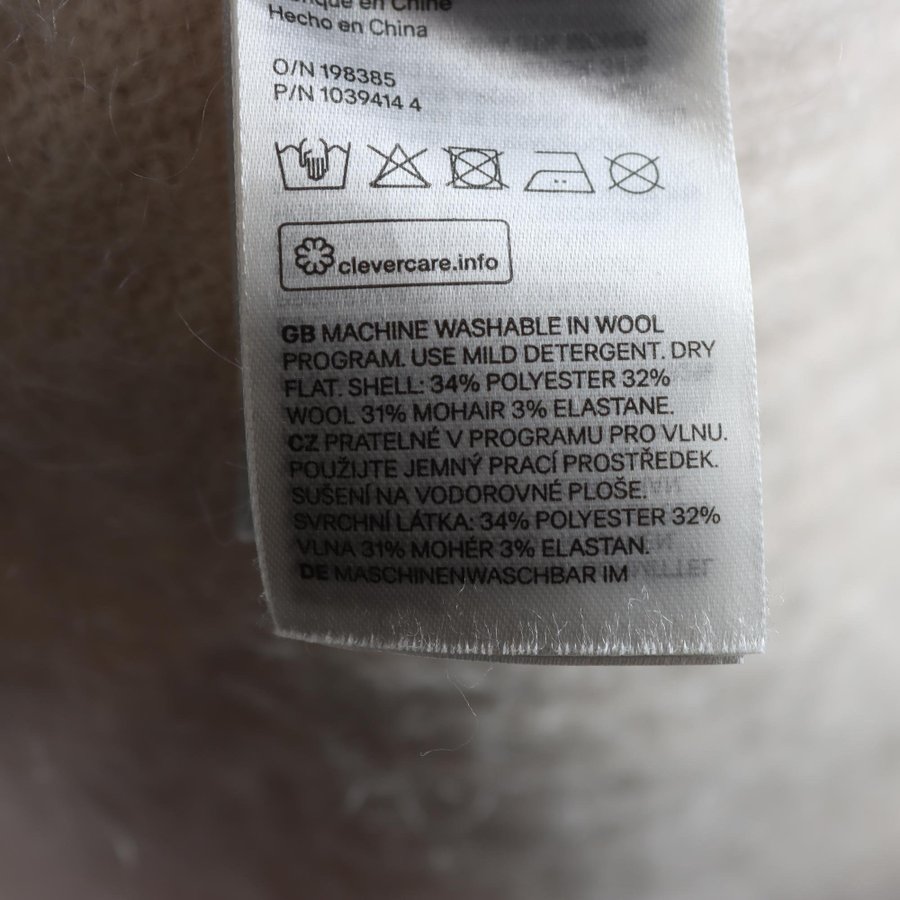 en Chine
Hecho en China
O/N 198385
P/N 1039414 4
clevercare.info
GB MACHINE WASHABLE IN WOOL
PROGRAM. USE MILD DETERGENT. DRY
FLAT. SHELL: 34% POLYESTER 32%
WOOL 31% MOHAIR 3% ELASTANE.
CZ PRATELNÉ V PROGRAMU PRO VLNU.
POUŽIJTE JEMNÝ PRACÍ PROSTŘEDEK.
SUŠENÍ NA VODOROVNÉ PLOŠE.
SVRCHNÍ LÁTKA: 34% POLYESTER 32%
VLNA 31% MOHÉR 3% ELASTAN.
DE MASCHINENWASCHBAR IM